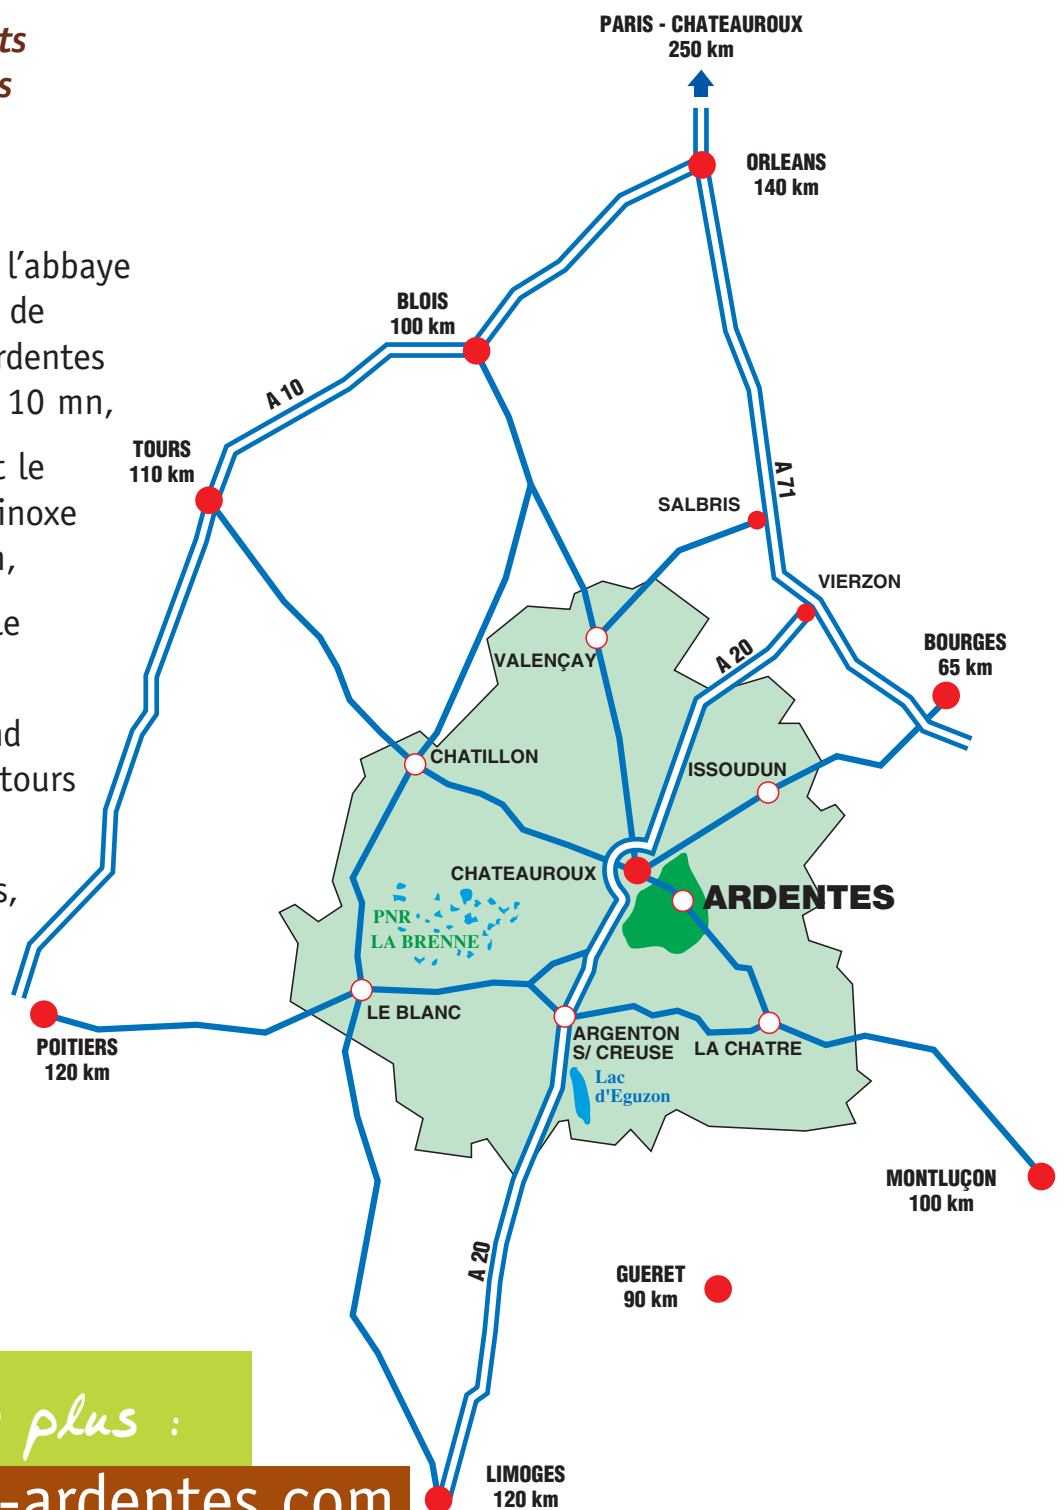 ts
s
l'abbaye
de
rdentes
10 mn,
t le
inoxe
n,
le
nd
tours
s,
PARIS - CHATEAUROUX
250 km
ORLEANS
140 km
BLOIS
100 km
A 10
TOURS
110 km
A 71
SALBRIS
VIERZON
A 20
BOURGES
65 km
VALENÇAY
CHATILLON
ISSOUDUN
CHATEAUROUX
ARDENTES
PNR
LA BRENNE
LE BLANC
ARGENTON
S/ CREUSE
LA CHATRE
Lac
d'Eguzon
POITIERS
120 km
MONTLUÇON
100 km
A 20
GUERET
90 km
plus :
-ardentes.com
LIMOGES
120 km